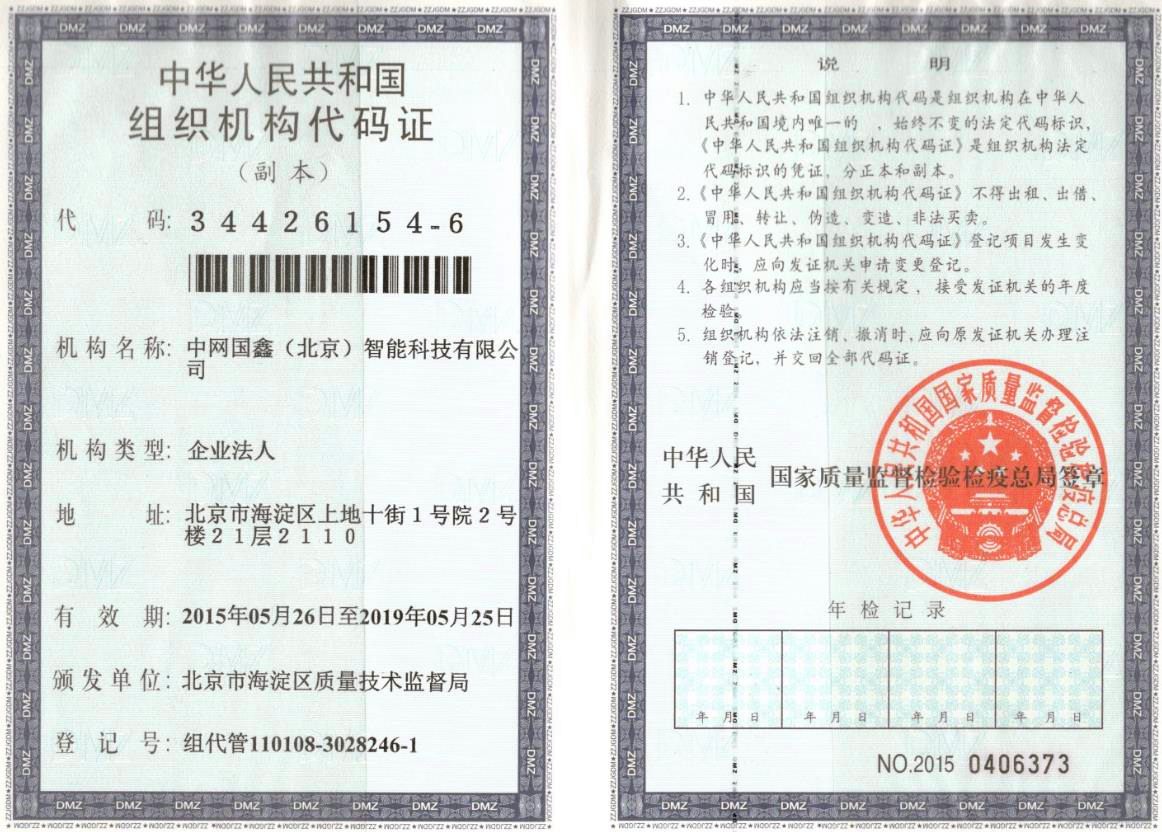 中华人民共和国
组织机构代码证
（副本）
代 码: 34426154-6
机构名称: 中网国鑫（北京）智能科技有限公
司
机构类型: 企业法人
地 址: 北京市海淀区上地十街1号院2号
楼21层2110
有 效 期: 2015年05月26日至2019年05月25日
颁发单位: 北京市海淀区质量技术监督局
登 记 号: 组代管110108-3028246-1
说 明
1. 中华人民共和国组织机构代码是组织机构在中华人
民共和国境内唯一的 ，始终不变的法定代码标识，
《中华人民共和国组织机构代码证》是组织机构法定
代码标识的凭证，分正本和副本。
2.《中华人民共和国组织机构代码证》不得出租、出借、
冒用、转让、伪造、变造、非法买卖。
3.《中华人民共和国组织机构代码证》登记项目发生变
化时，应向发证机关申请变更登记。
4. 各组织机构应当按有关规定，接受发证机关的年度
检验。
5. 组织机构依法注销、搬消时，应向原发证机关办理注
销登记，并交回全部代码证。
中华人民
共和国
国家质量监督检验检疫总局签章
中华人民共和国国家质量监督检验检疫总局
年检记录
年 月 日 年 月 日 年 月 日 年 月 日
NO.2015 0406373
DMZ
ZZJGDM★ZZJGDM